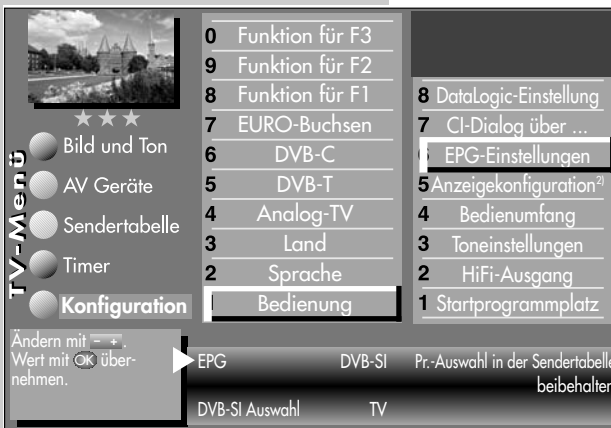 TV-Menü
Bild und Ton
AV Geräte
Sendertabelle
Timer
Konfiguration
0 Funktion für F3
9 Funktion für F2
8 Funktion für F1
7 EURO-Buchsen
6 DVB-C
5 DVB-T
4 Analog-TV
3 Land
2 Sprache
Bedienung
8 DataLogic-Einstellung
7 CI-Dialog über ...
6 EPG-Einstellungen
5 Anzeigekonfiguration2)
4 Bedienumfang
3 Toneinstellungen
2 HiFi-Ausgang
1 Startprogrammplatz
Ändern mit - + .
Wert mit OK über-
nehmen.
EPG DVB-SI Pr.-Auswahl in der Sendertabelle
beibehalten
DVB-SI Auswahl TV